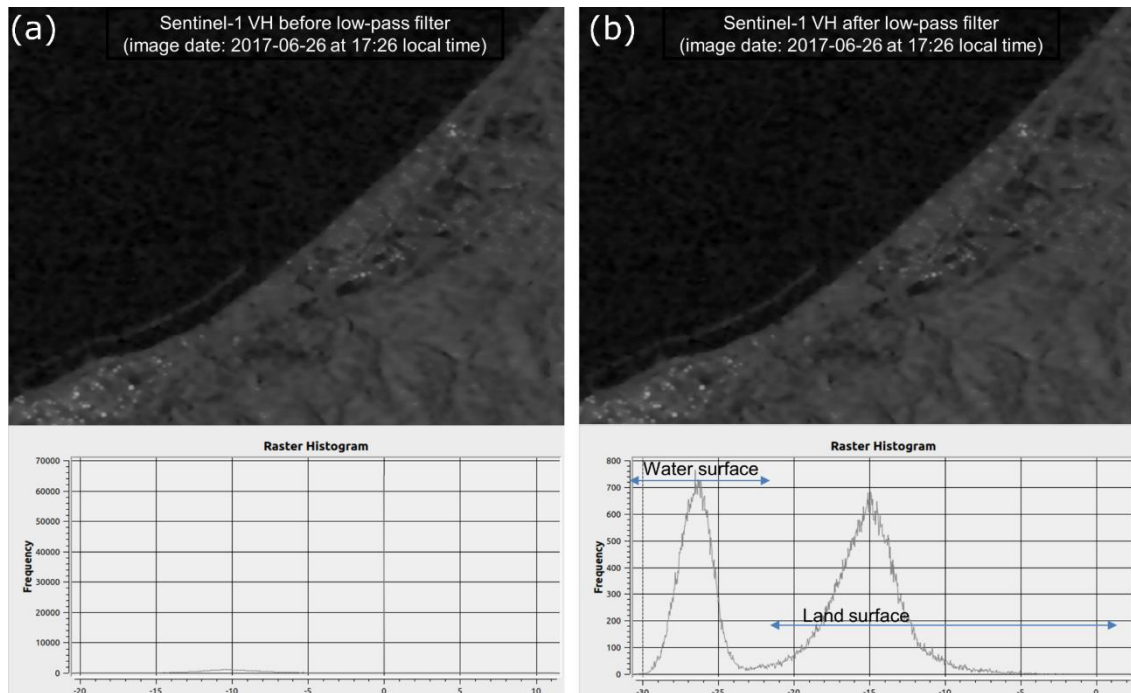 (a)
Sentinel-1 VH before low-pass filter
(image date: 2017-06-26 at 17:26 local time)
Raster Histogram
70000
60000
50000
40000
30000
20000
10000
0
Frequency
-20 -15 -10 -5 0 5 10
(b)
Sentinel-1 VH after low-pass filter
(image date: 2017-06-26 at 17:26 local time)
Raster Histogram
800
700
600
500
400
300
200
100
0
Frequency
Water surface
Land surface
-30 -25 -20 -15 -10 -5 0